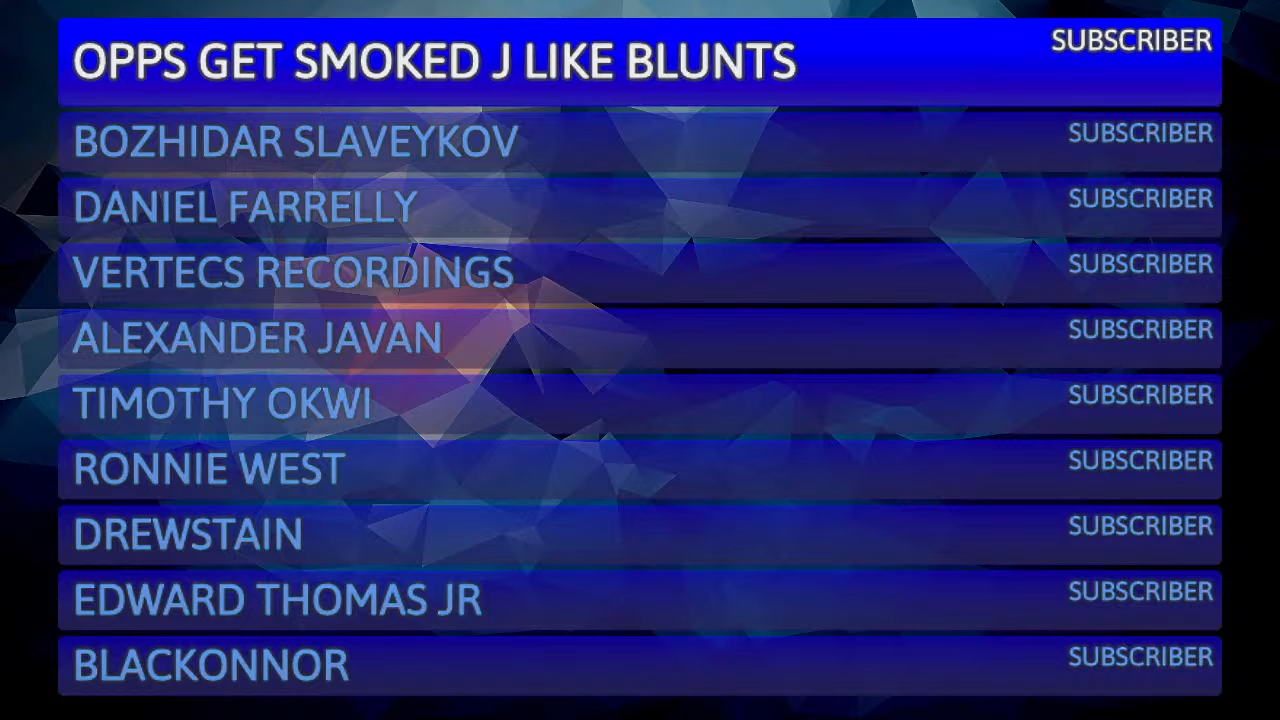 OPPS GET SMOKED J LIKE BLUNTS SUBSCRIBER
BOZHIDAR SLAVEYKOV SUBSCRIBER
DANIEL FARRELLY SUBSCRIBER
VERTECS RECORDINGS SUBSCRIBER
ALEXANDER JAVAN SUBSCRIBER
TIMOTHY OKWI SUBSCRIBER
RONNIE WEST SUBSCRIBER
DREWSTAIN SUBSCRIBER
EDWARD THOMAS JR SUBSCRIBER
BLACKONNOR SUBSCRIBER